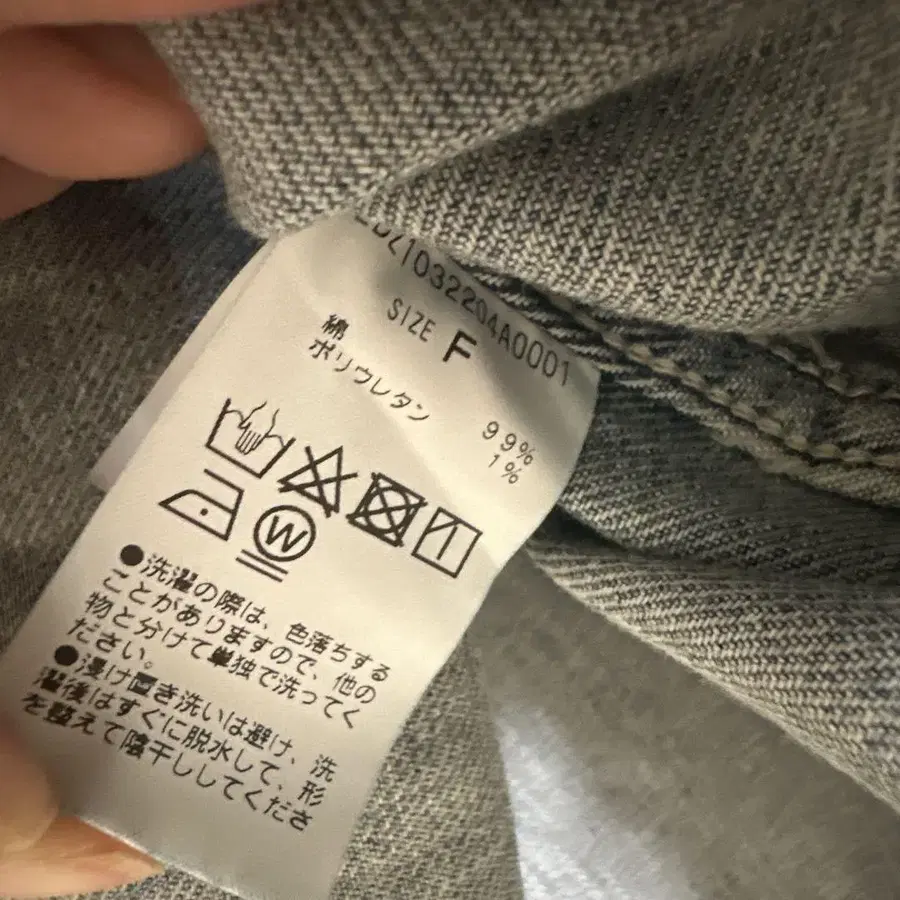 DZ1032204A0001
SIZE F
綿 99%
ポリウレタン 1%
W
●洗濯の際は、色落ちする
ことがありますので、他の
物と分けて単独で洗ってく
ださい。
●浸け置き洗いは避け、洗
濯後はすぐに脱水して、形
を整えて陰干ししてくださ